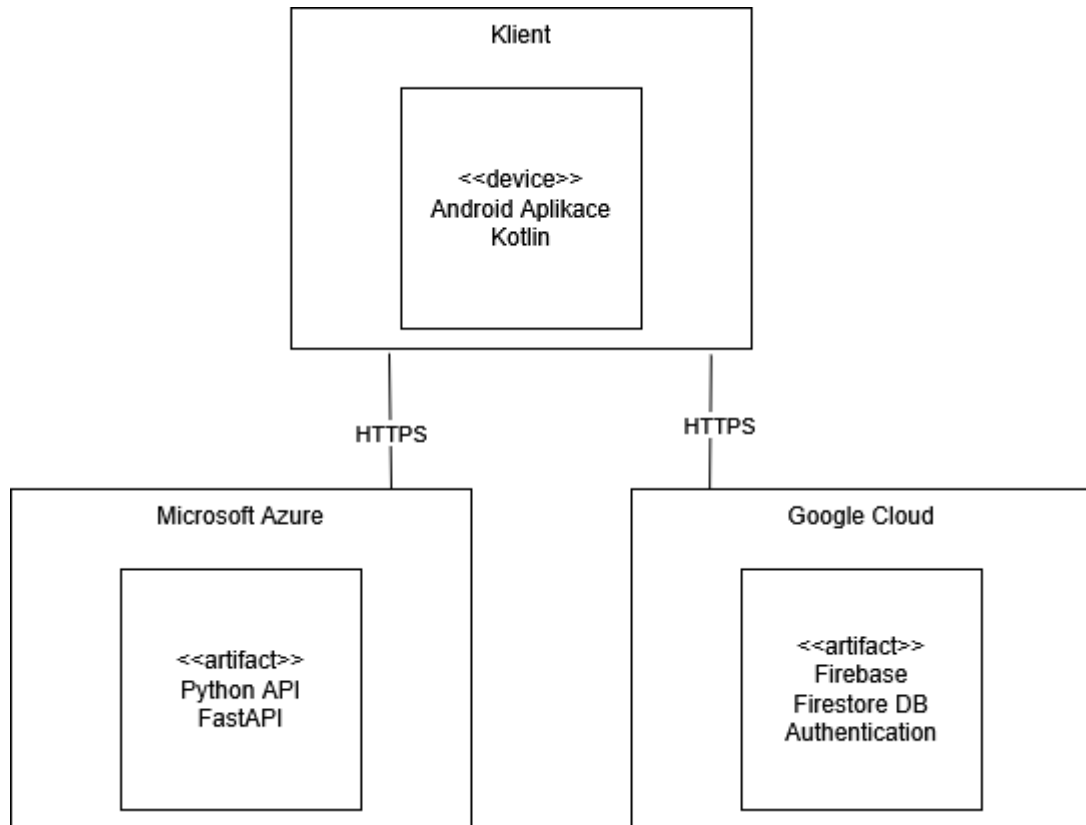 Klient
<<device>>
Android Aplikace
Kotlin
HTTPS
HTTPS
Microsoft Azure
<<artifact>>
Python API
FastAPI
Google Cloud
<<artifact>>
Firebase
Firestore DB
Authentication